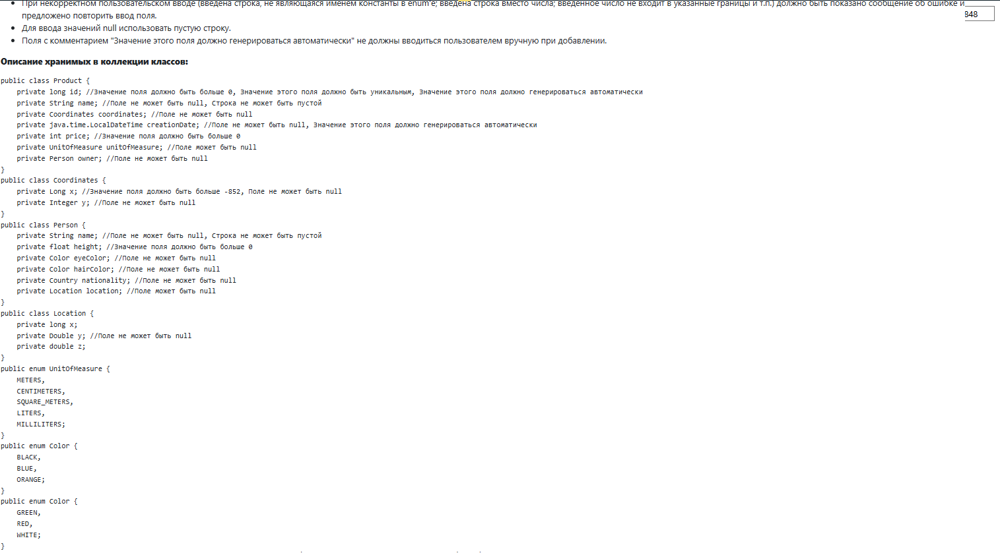 При некорректном пользовательском вводе (введена строка, не являющаяся именем константы в enum'е; введена строка вместо числа; введённое число не входит в указанные границы и т.п.) должно быть показано сообщение об ошибке и
предложено повторить ввод поля.
848
Для ввода значений null использовать пустую строку.
Поля с комментарием "Значение этого поля должно генерироваться автоматически" не должны вводиться пользователем вручную при добавлении.
Описание хранимых в коллекции классов:
public class Product {
    private long id; //Значение поля должно быть больше 0, Значение этого поля должно быть уникальным, Значение этого поля должно генерироваться автоматически
    private String name; //Поле не может быть null, Строка не может быть пустой
    private Coordinates coordinates; //Поле не может быть null
    private java.time.LocalDateTime creationDate; //Поле не может быть null, Значение этого поля должно генерироваться автоматически
    private int price; //Значение поля должно быть больше 0
    private UnitOfMeasure unitOfMeasure; //Поле может быть null
    private Person owner; //Поле не может быть null
}
public class Coordinates {
    private Long x; //Значение поля должно быть больше -852, Поле не может быть null
    private Integer y; //Поле не может быть null
}
public class Person {
    private String name; //Поле не может быть null, Строка не может быть пустой
    private float height; //Значение поля должно быть больше 0
    private Color eyeColor; //Поле не может быть null
    private Color hairColor; //Поле не может быть null
    private Country nationality; //Поле не может быть null
    private Location location; //Поле может быть null
}
public class Location {
    private long x;
    private Double y; //Поле не может быть null
    private double z;
}
public enum UnitOfMeasure {
    METERS,
    CENTIMETERS,
    SQUARE_METERS,
    LITERS,
    MILLILITERS;
}
public enum Color {
    BLACK,
    BLUE,
    ORANGE;
}
public enum Color {
    GREEN,
    RED,
    WHITE;
}